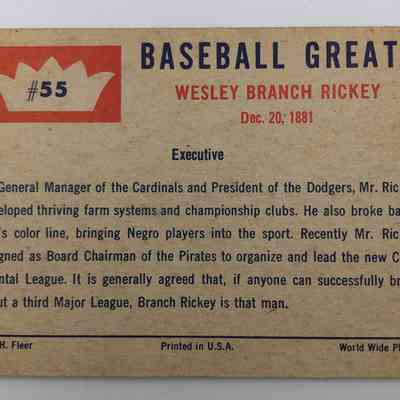 #55
BASEBALL GREAT
WESLEY BRANCH RICKEY
Dec. 20, 1881
Executive
General Manager of the Cardinals and President of the Dodgers, Mr. Ric
eloped thriving farm systems and championship clubs. He also broke ba
's color line, bringing Negro players into the sport. Recently Mr. Ric
igned as Board Chairman of the Pirates to organize and lead the new C
ental League. It is generally agreed that, if anyone can successfully br
ut a third Major League, Branch Rickey is that man.
H. Fleer Printed in U.S.A. World Wide P